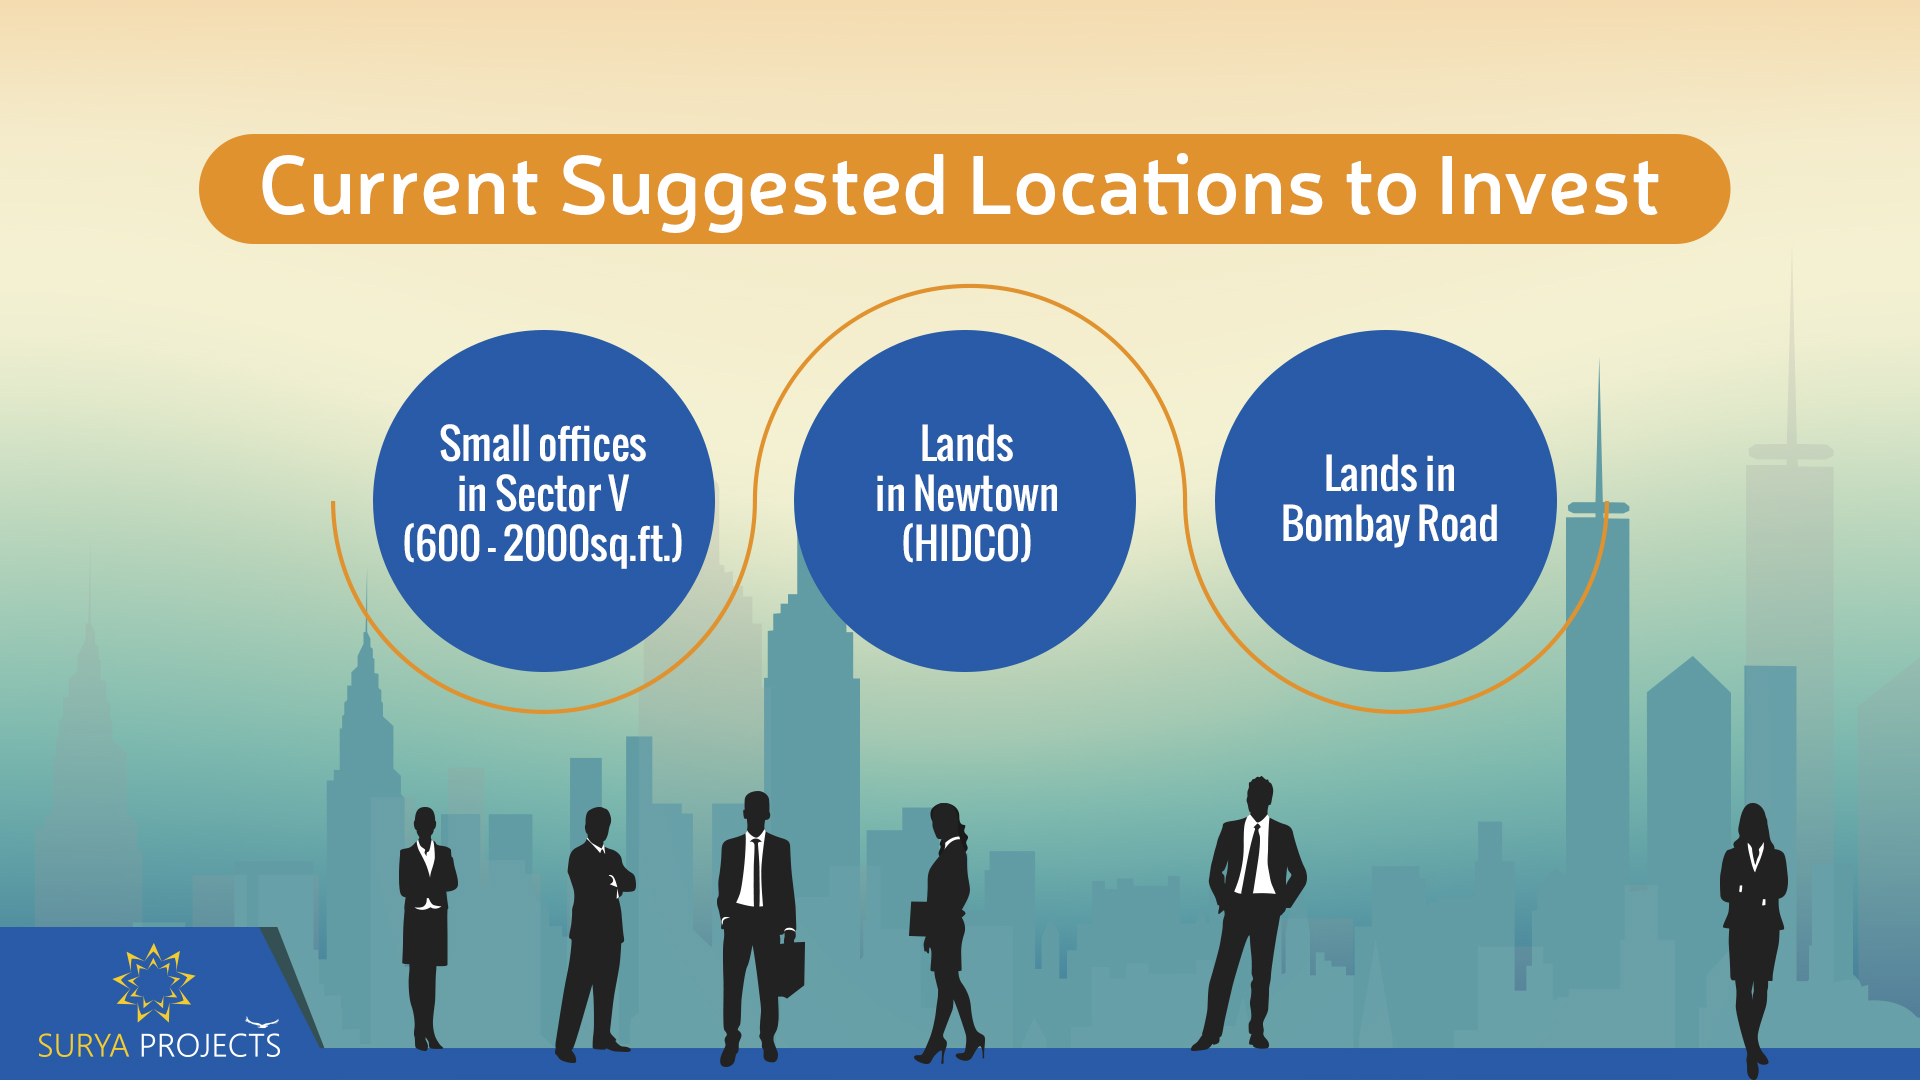 Current Suggested Locations to Invest
Small offices
in Sector V
(600 - 2000sq.ft.)
Lands
in Newtown
(HIDCO)
Lands in
Bombay Road
SURYA PROJECTS